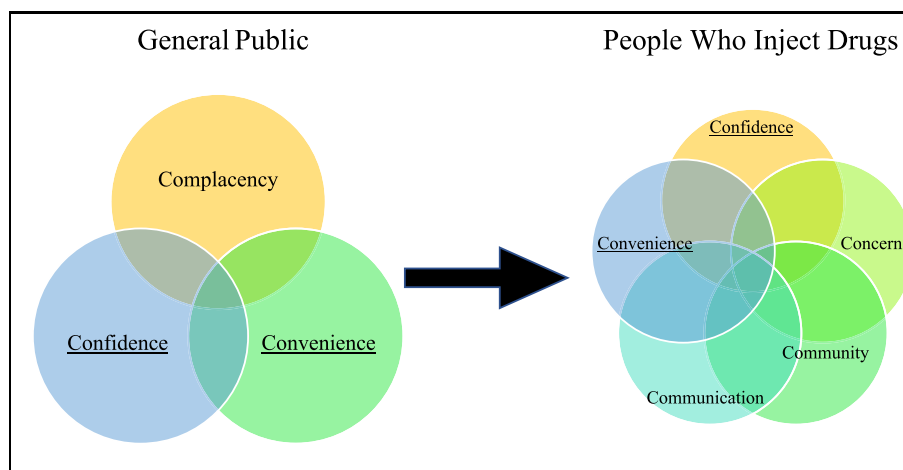 General Public
People Who Inject Drugs
Complacency
Confidence
Convenience
Confidence
Convenience
Concern
Community
Communication